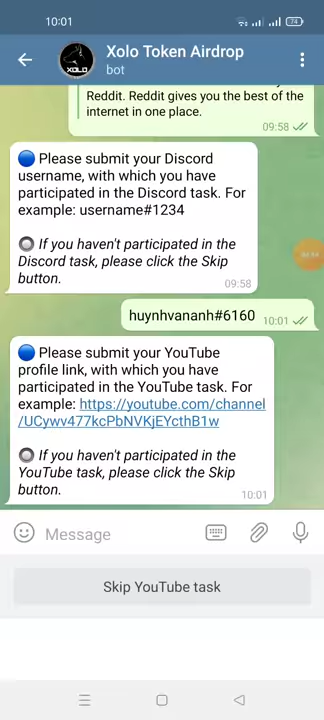 10:01
74
Xolo Token Airdrop
bot
XOLO
Reddit. Reddit gives you the best of the
internet in one place.
09:58
Please submit your Discord
username, with which you have
participated in the Discord task. For
example: username#1234
If you haven't participated in the
Discord task, please click the Skip
button.
09:58
huynhvananh#6160
10:01
Please submit your YouTube
profile link, with which you have
participated in the YouTube task. For
example: https://youtube.com/channel
/UCywv477kcPbNVKjEYcthB1w
If you haven't participated in the
YouTube task, please click the Skip
button.
10:01
Message
Skip YouTube task